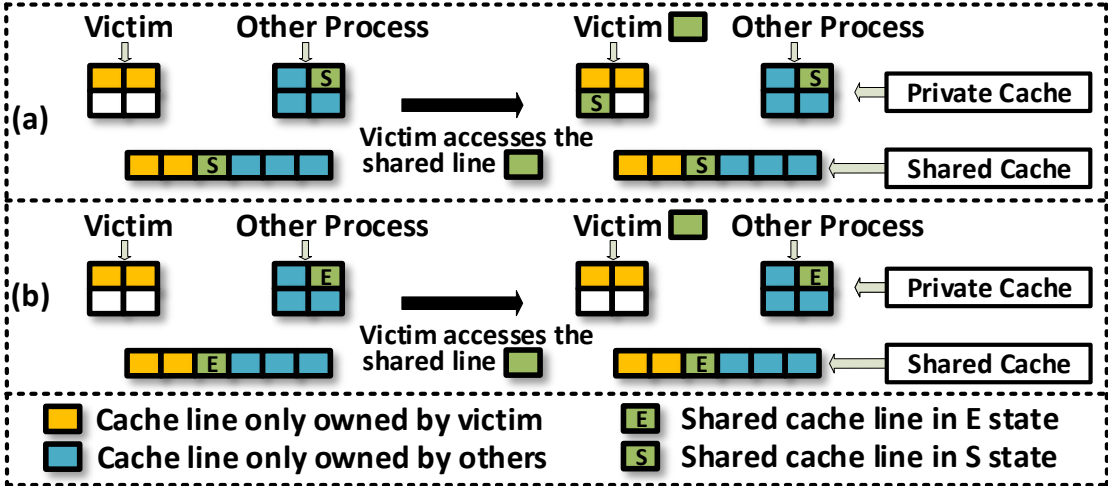 Victim Other Process Victim Other Process
S S S
(a) Private Cache
Victim accesses the
shared line
S S Shared Cache
Victim Other Process Victim Other Process
E E
(b) Private Cache
Victim accesses the
shared line
E E Shared Cache
Cache line only owned by victim E Shared cache line in E state
Cache line only owned by others S Shared cache line in S state